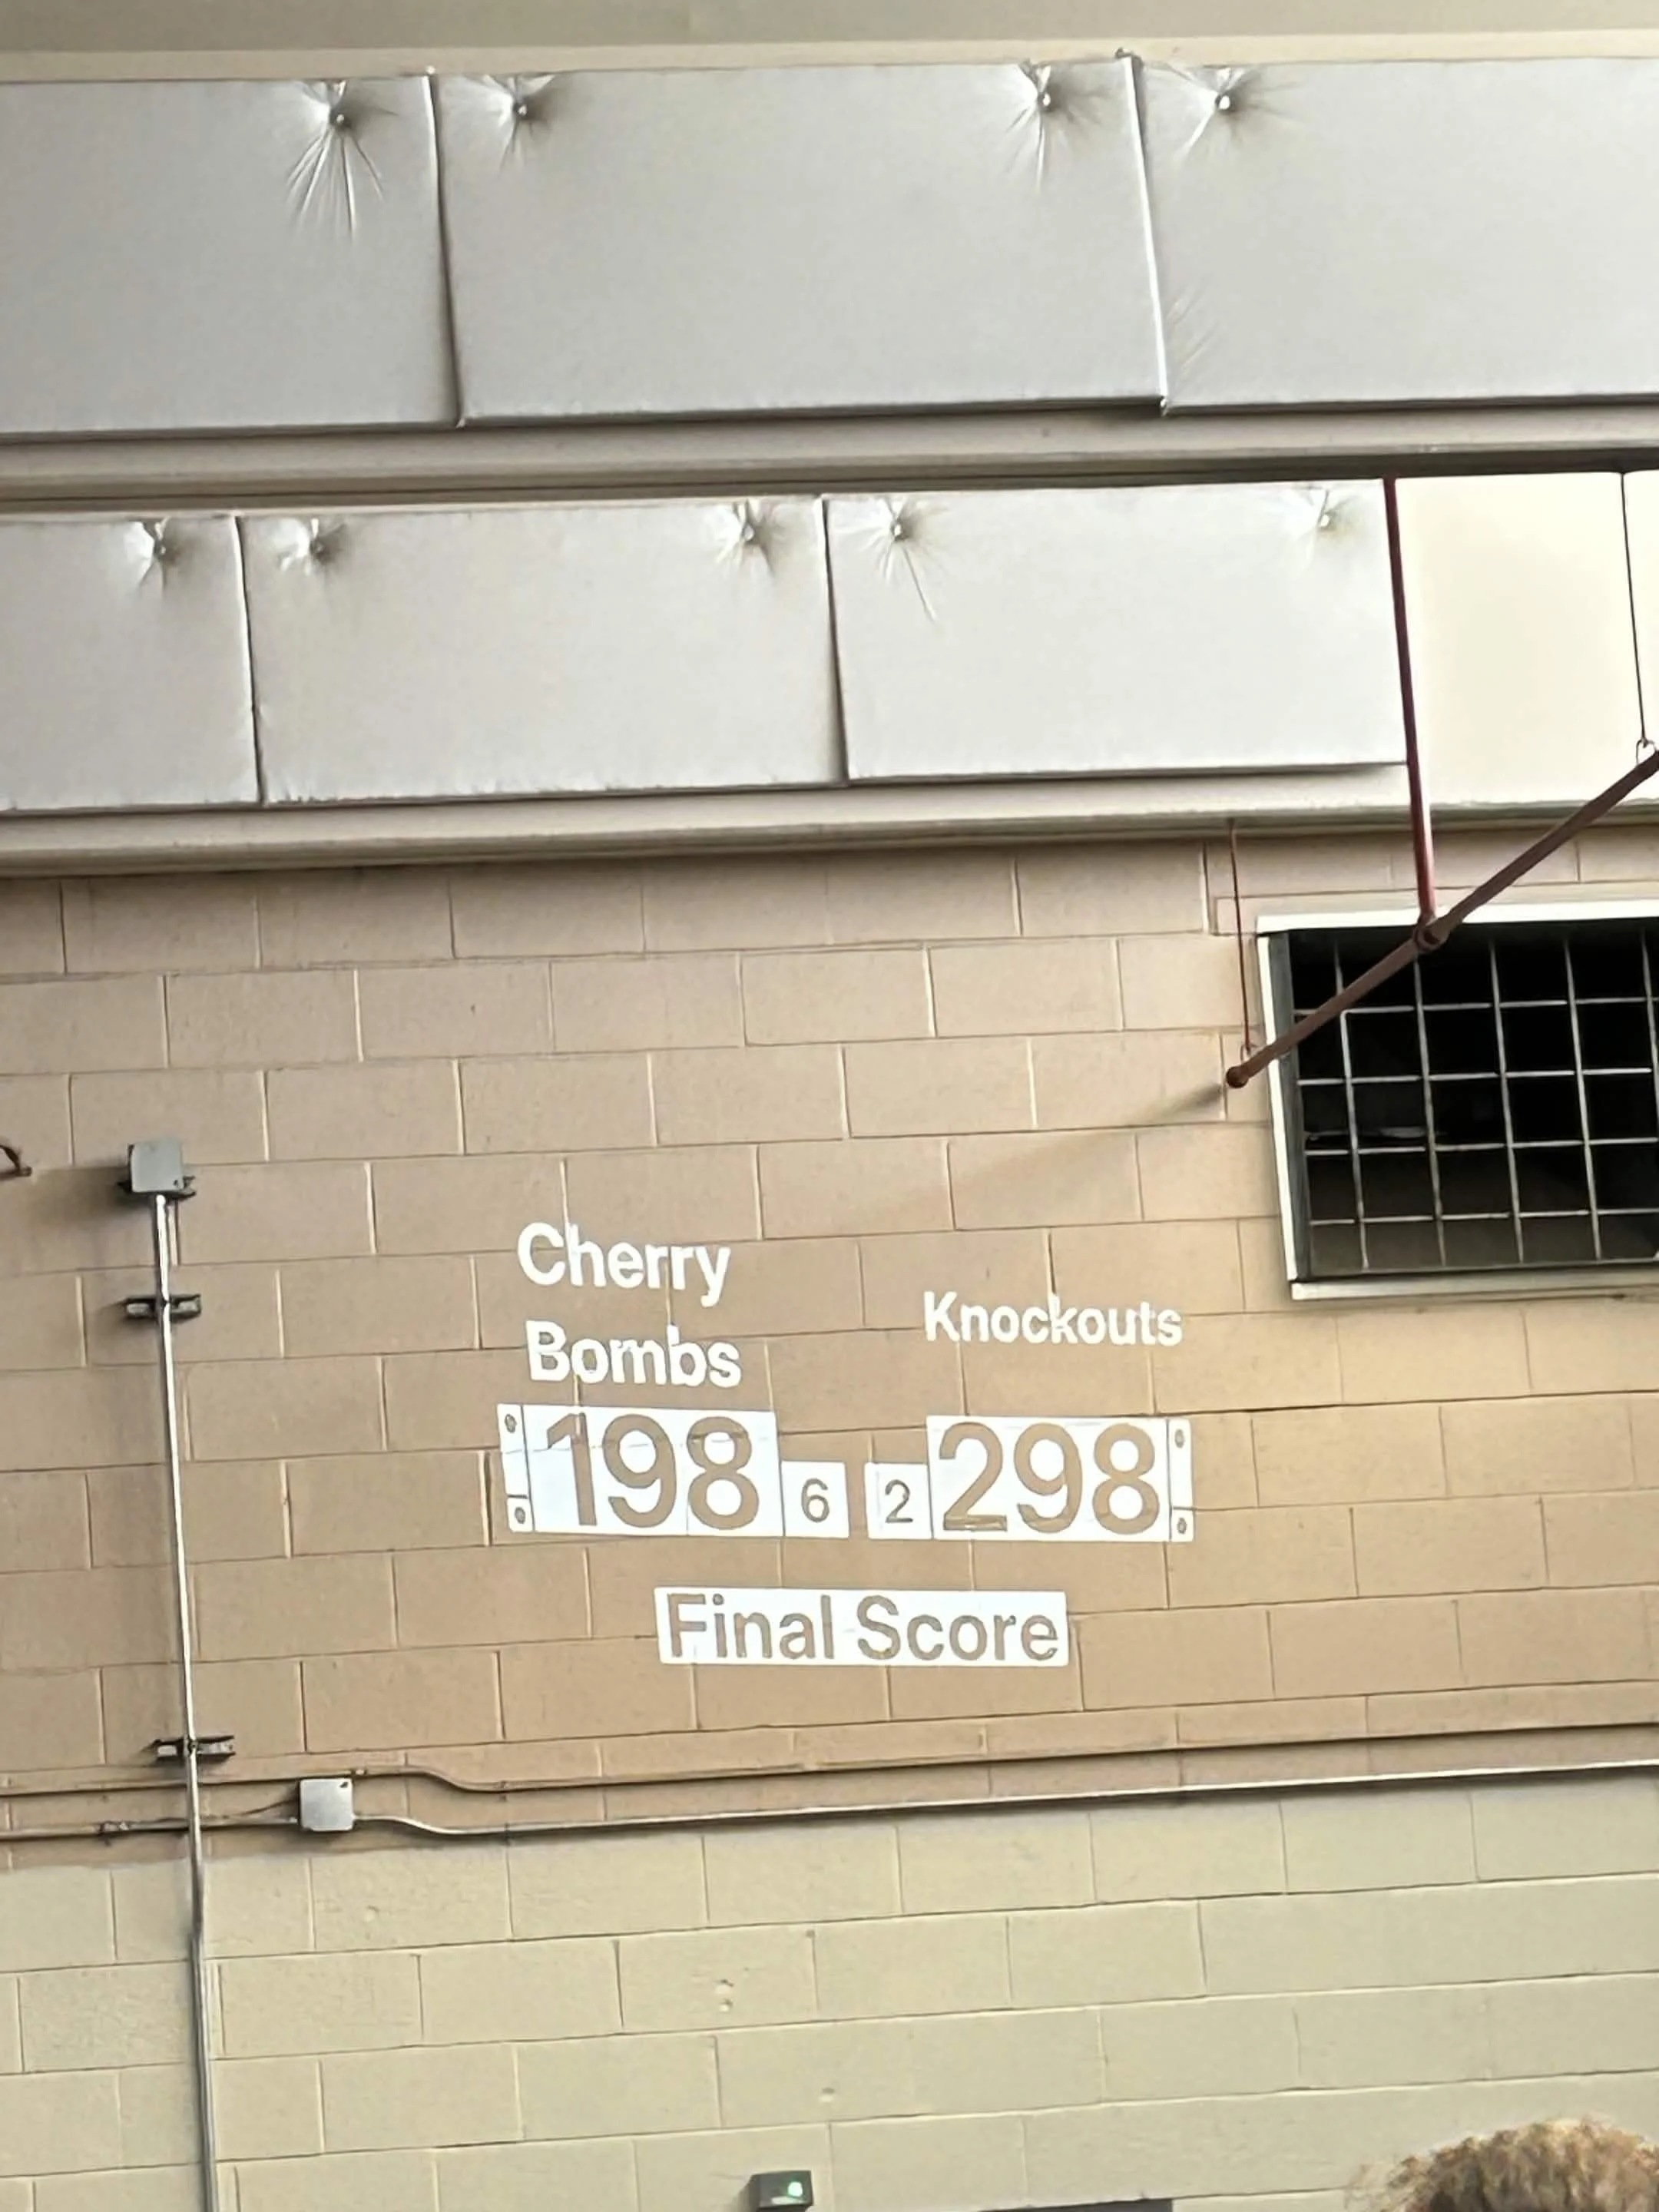 Cherry
Bombs
Knockouts
198 6 2 298
Final Score